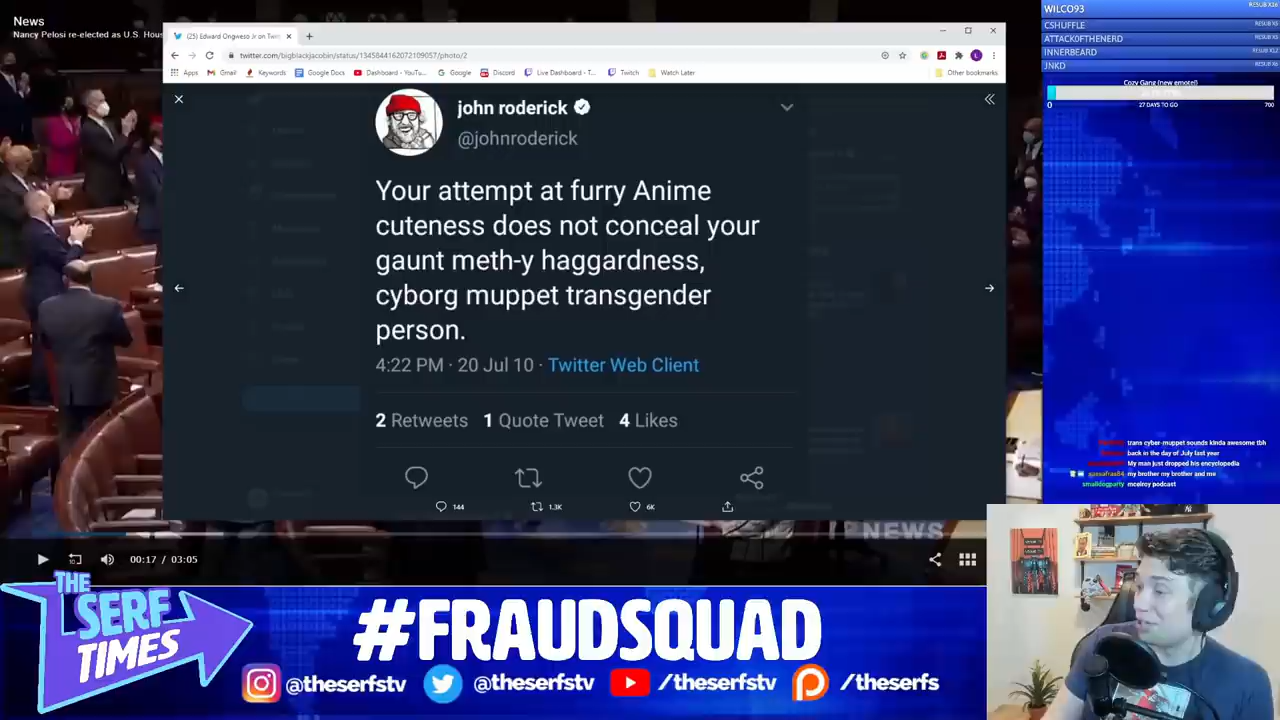 News
Nancy Pelosi re-elected as U.S. Hous
(25) Edward Ongweso Jr on Twit
twitter.com/bigblackjacobin/status/1345844162072109057/photo/2
Apps Gmail Keywords Google Docs Dashboard - YouTu... Google Discord Live Dashboard - T... Twitch Watch Later Other bookmarks
john roderick
@johnroderick
Your attempt at furry Anime
cuteness does not conceal your
gaunt meth-y haggardness,
cyborg muppet transgender
person.
4:22 PM · 20 Jul 10 · Twitter Web Client
2 Retweets 1 Quote Tweet 4 Likes
144 1.3K 6K
WILCO93
CSHUFFLE
ATTACK0FTHENERD
INNERBEARD
JNKD
Cozy Gang (new emote!)
0 27 DAYS TO GO 700
trans cyber-muppet sounds kinda awesome tbh
back in the day of July last year
My man just dropped his encyclopedia
my brother my brother and me
smalldogparty mcelroy podcast
NEWS
00:17 / 03:05
THE
SERF
TIMES
#FRAUDSQUAD
@theserfstv @theserfstv /theserfstv /theserfs